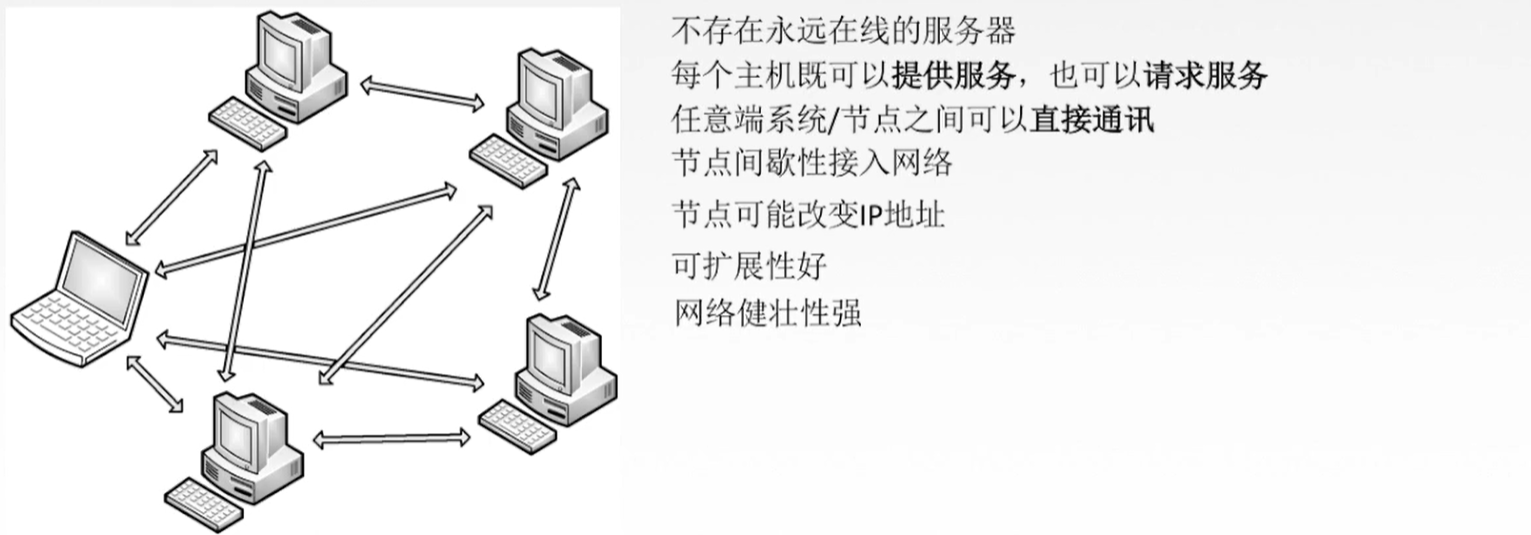 不存在永远在线的服务器
每个主机既可以提供服务，也可以请求服务
任意端系统/节点之间可以直接通讯
节点间歇性接入网络
节点可能改变IP地址
可扩展性好
网络健壮性强